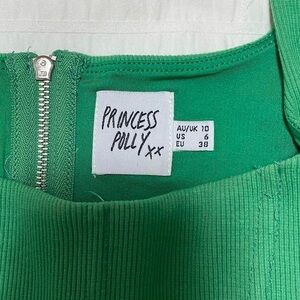 PRINCESS
POLLY xx
AU/UK 10
US 6
EU 38